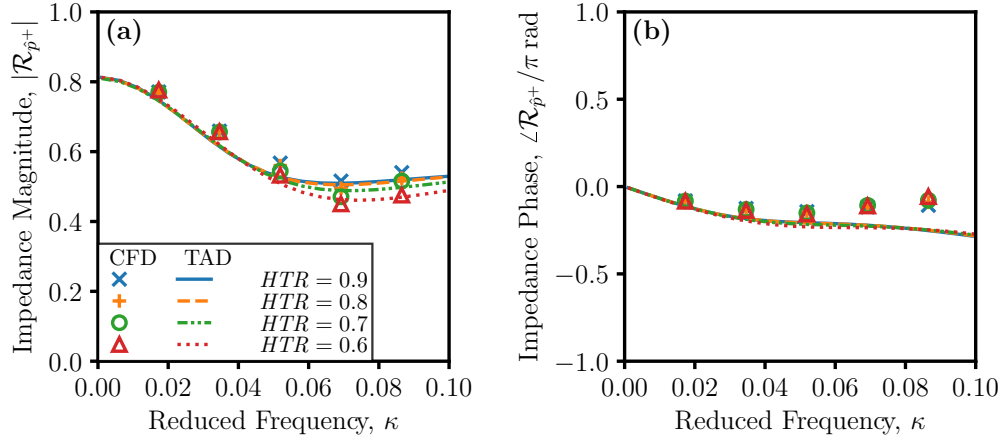 (a)
Impedance Magnitude, |ℛ_p̂⁺|
1.0
0.8
0.6
0.4
0.2
0.0
CFD TAD
HTR = 0.9
HTR = 0.8
HTR = 0.7
HTR = 0.6
0.00 0.02 0.04 0.06 0.08 0.10
Reduced Frequency, κ
(b)
Impedance Phase, ∠ℛ_p̂⁺/π rad
1.0
0.5
0.0
−0.5
−1.0
0.00 0.02 0.04 0.06 0.08 0.10
Reduced Frequency, κ